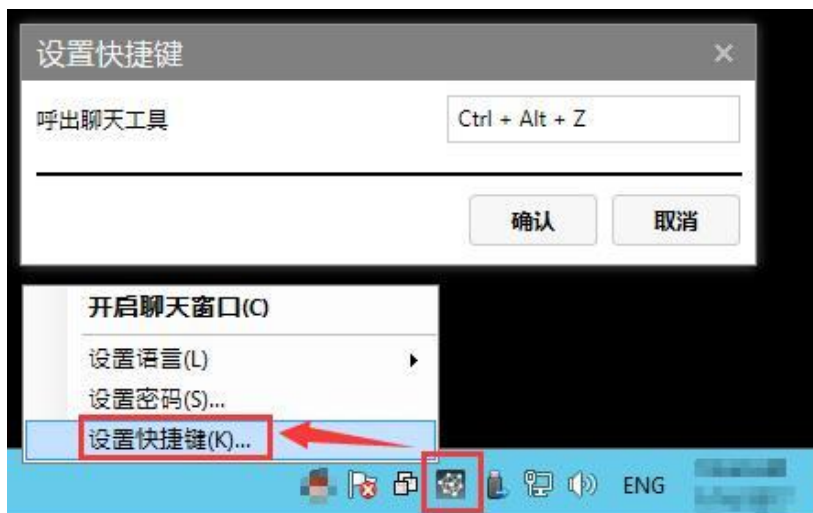 设置快捷键
呼出聊天工具
Ctrl + Alt + Z
确认
取消
开启聊天窗口(C)
设置语言(L)
设置密码(S)...
设置快捷键(K)...
ENG